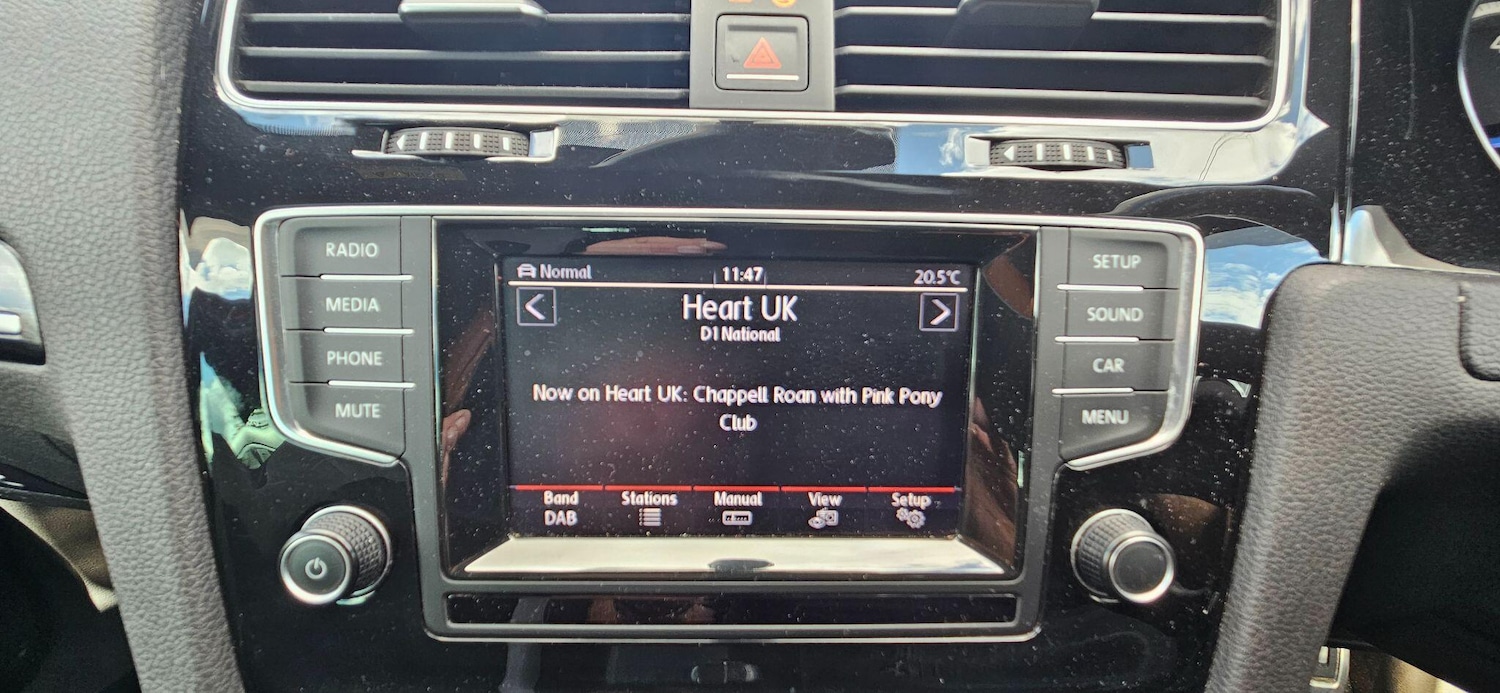 RADIO
MEDIA
PHONE
MUTE
Normal 11:47 20.5°C
Heart UK
D1 National
Now on Heart UK: Chappell Roan with Pink Pony
Club
Band Stations Manual View Setup
DAB
SETUP
SOUND
CAR
MENU